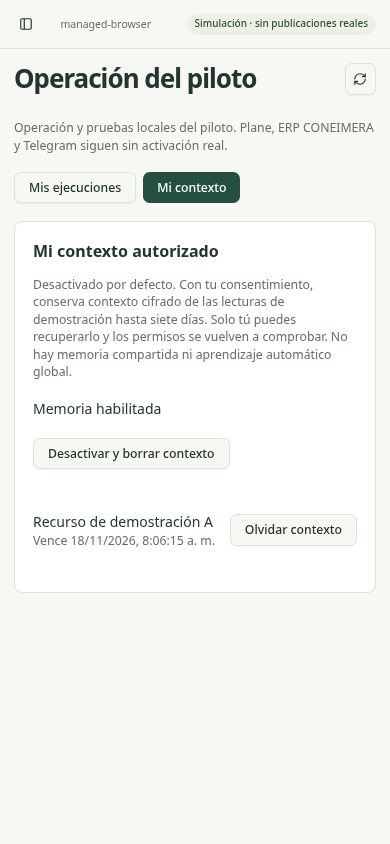 managed-browser
Simulación · sin publicaciones reales
Operación del piloto
Operación y pruebas locales del piloto. Plane, ERP CONEIMERA
y Telegram siguen sin activación real.
Mis ejecuciones
Mi contexto
Mi contexto autorizado
Desactivado por defecto. Con tu consentimiento,
conserva contexto cifrado de las lecturas de
demostración hasta siete días. Solo tú puedes
recuperarlo y los permisos se vuelven a comprobar. No
hay memoria compartida ni aprendizaje automático
global.
Memoria habilitada
Desactivar y borrar contexto
Recurso de demostración A
Vence 18/11/2026, 8:06:15 a. m.
Olvidar contexto